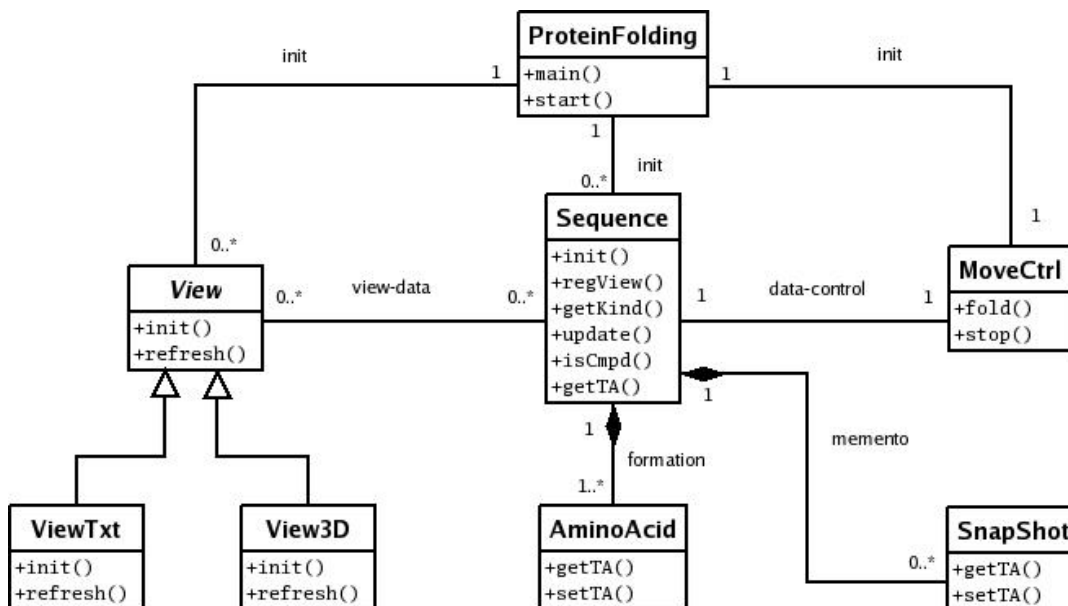 ProteinFolding
+main()
+start()
init
1
1
init
1
init
0..*
1
0..*
View
+init()
+refresh()
0..*
view-data
0..*
Sequence
+init()
+regView()
+getKind()
+update()
+isCmpd()
+getTA()
1
data-control
1
MoveCtrl
+fold()
+stop()
1
1
formation
1..*
memento
0..*
ViewTxt
+init()
+refresh()
View3D
+init()
+refresh()
AminoAcid
+getTA()
+setTA()
SnapShot
+getTA()
+setTA()